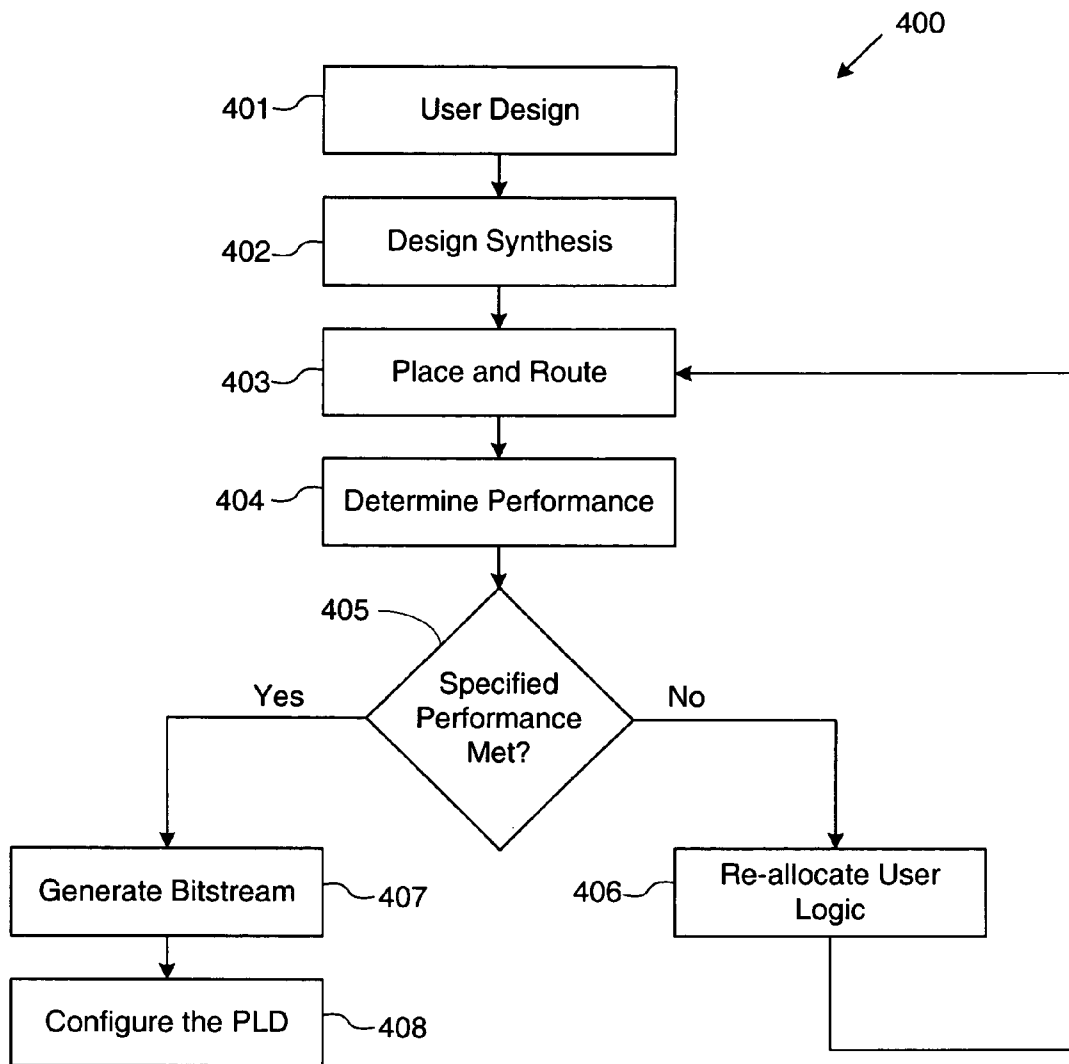 400
401
User Design
402
Design Synthesis
403
Place and Route
404
Determine Performance
405
Specified
Performance
Met?
Yes
No
Generate Bitstream
407
406
Re-allocate User
Logic
Configure the PLD
408